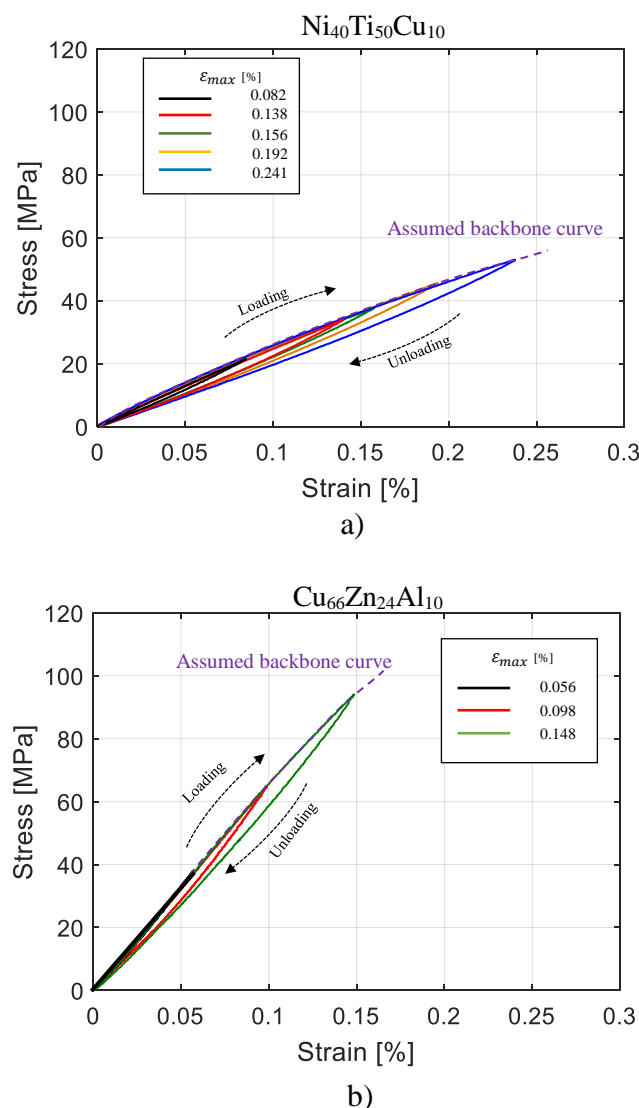 Ni₄₀Ti₅₀Cu₁₀
120
100
80
60
40
20
0
Stress [MPa]
ε_max [%]
0.082
0.138
0.156
0.192
0.241
Assumed backbone curve
Loading
Unloading
0 0.05 0.1 0.15 0.2 0.25 0.3
Strain [%]
a)
Cu₆₆Zn₂₄Al₁₀
120
100
80
60
40
20
0
Stress [MPa]
Assumed backbone curve
ε_max [%]
0.056
0.098
0.148
Loading
Unloading
0 0.05 0.1 0.15 0.2 0.25 0.3
Strain [%]
b)